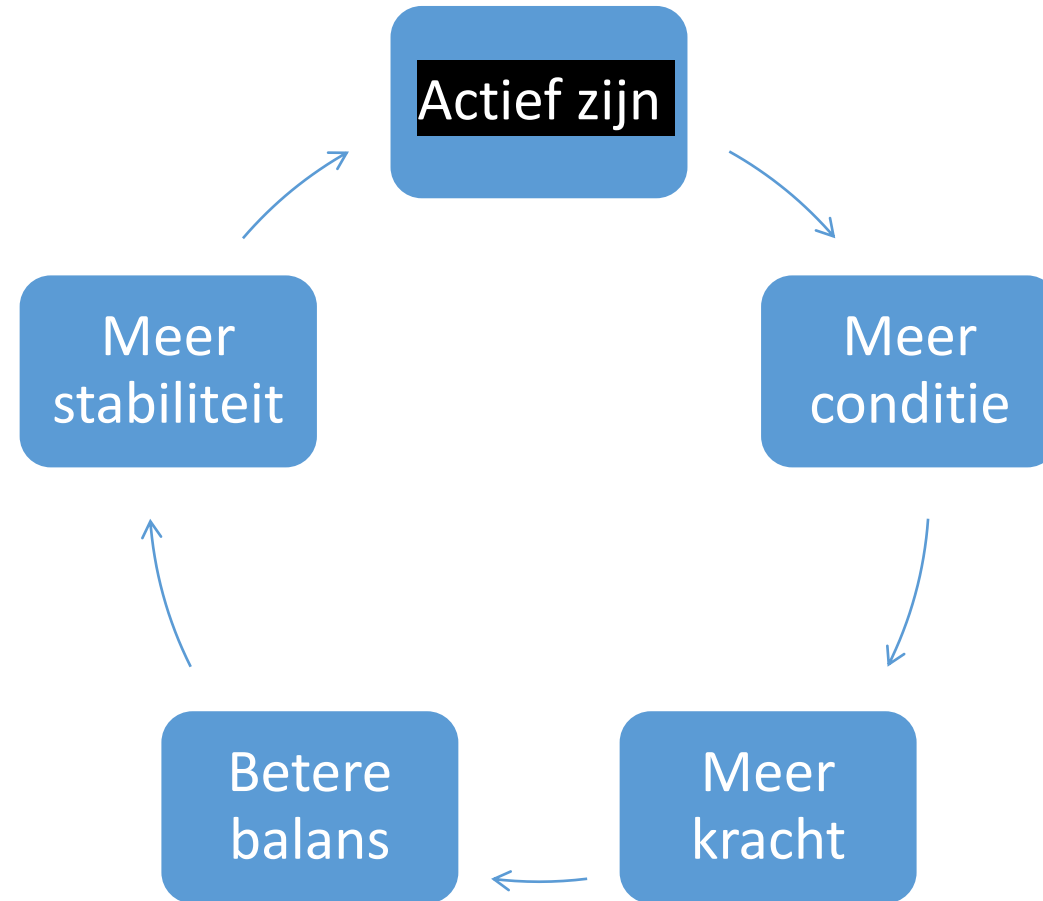 Actief zijn
Meer
conditie
Meer
kracht
Betere
balans
Meer
stabiliteit